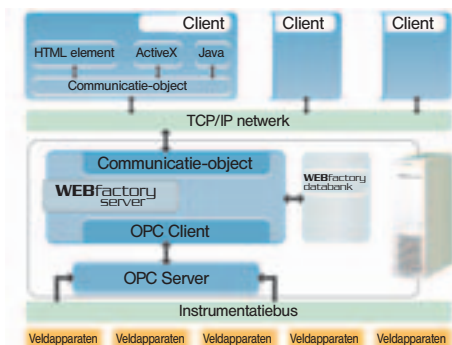 Client Client Client
HTML element ActiveX Java
Communicatie-object
TCP/IP netwerk
Communicatie-object
WEBfactory
server
WEBfactory
databank
OPC Client
OPC Server
Instrumentatiebus
Veldapparaten Veldapparaten Veldapparaten Veldapparaten Veldapparaten